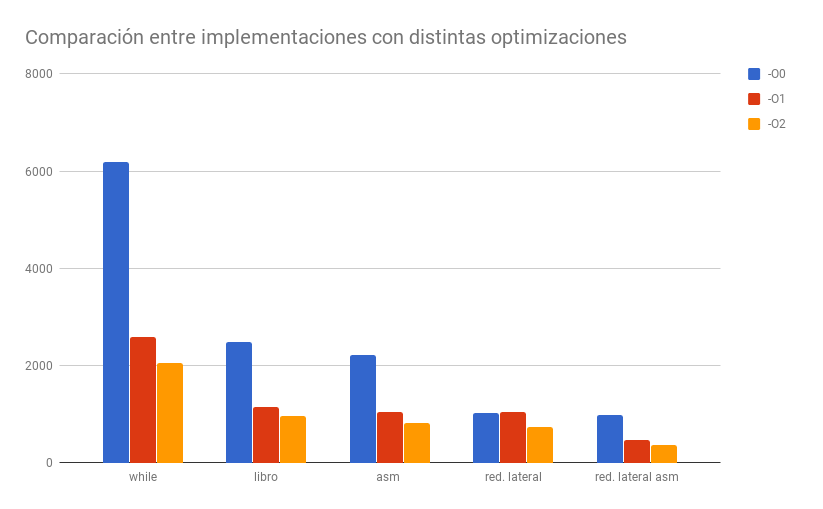 Comparación entre implementaciones con distintas optimizaciones
8000
6000
4000
2000
0
while
libro
asm
red. lateral
red. lateral asm
-O0
-O1
-O2